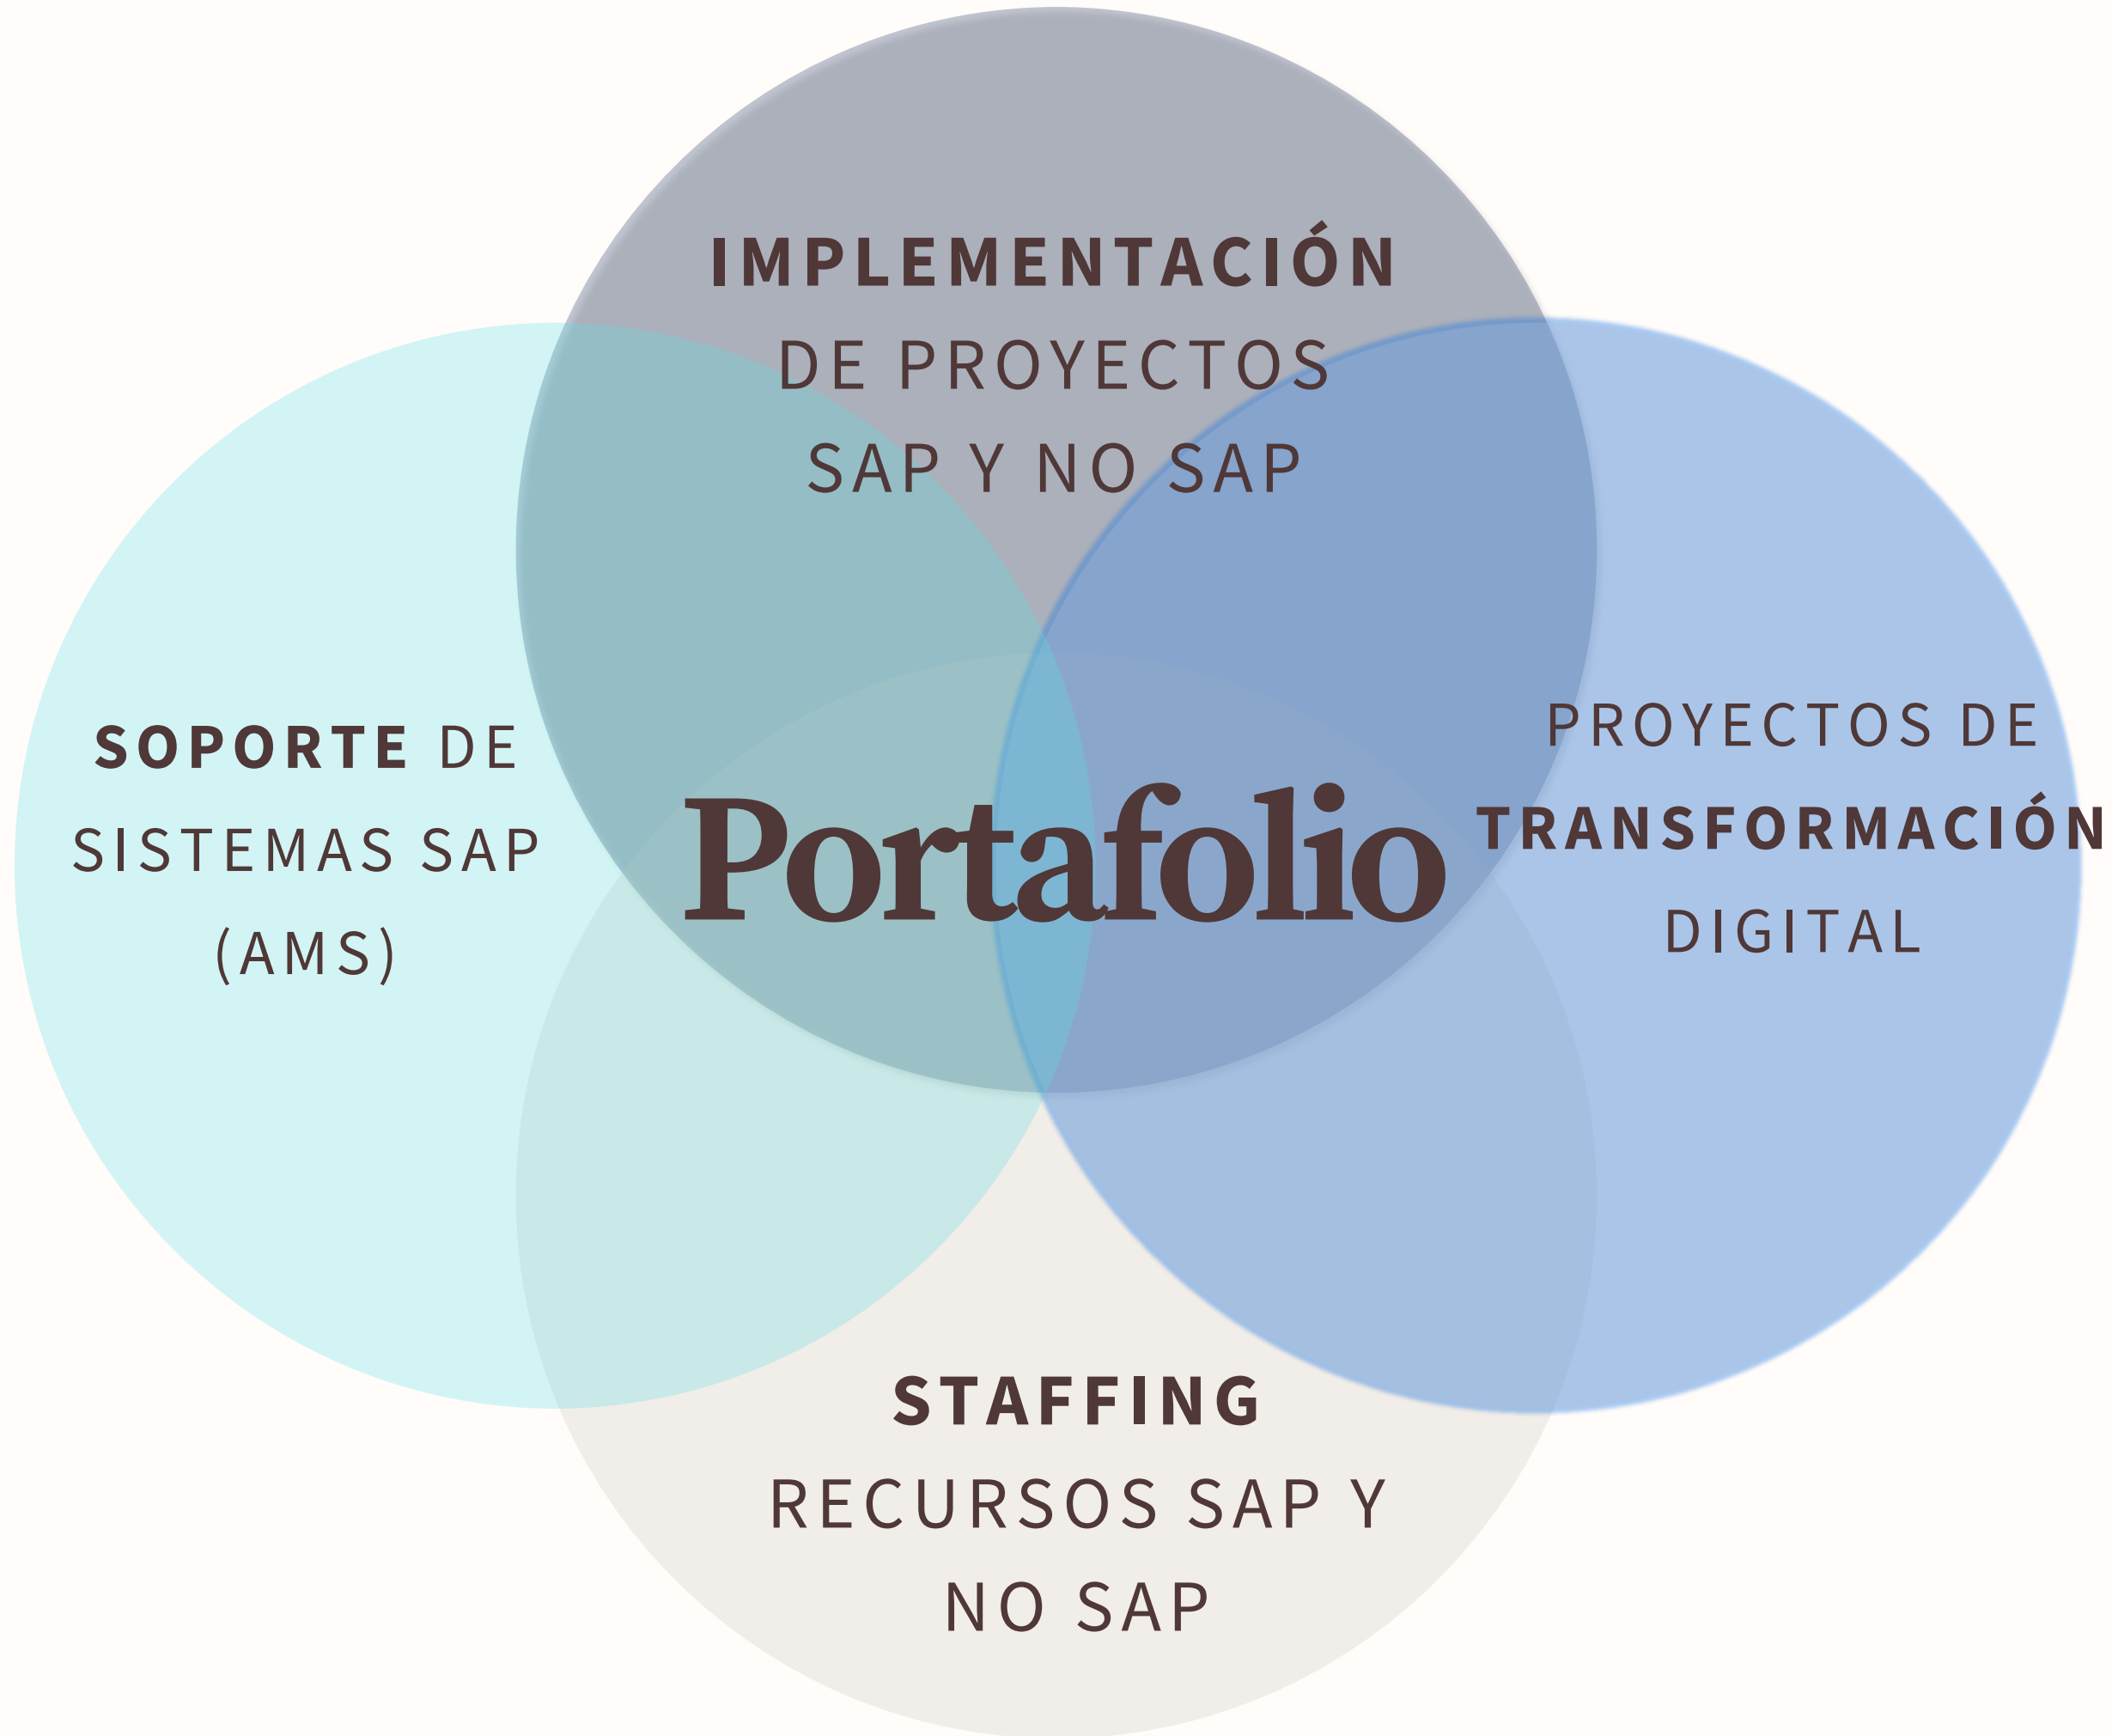 IMPLEMENTACIÓN
DE PROYECTOS
SAP Y NO SAP
SOPORTE DE
SISTEMAS SAP
(AMS)
Portafolio
PROYECTOS DE
TRANSFORMACIÓN
DIGITAL
STAFFING
RECURSOS SAP Y
NO SAP